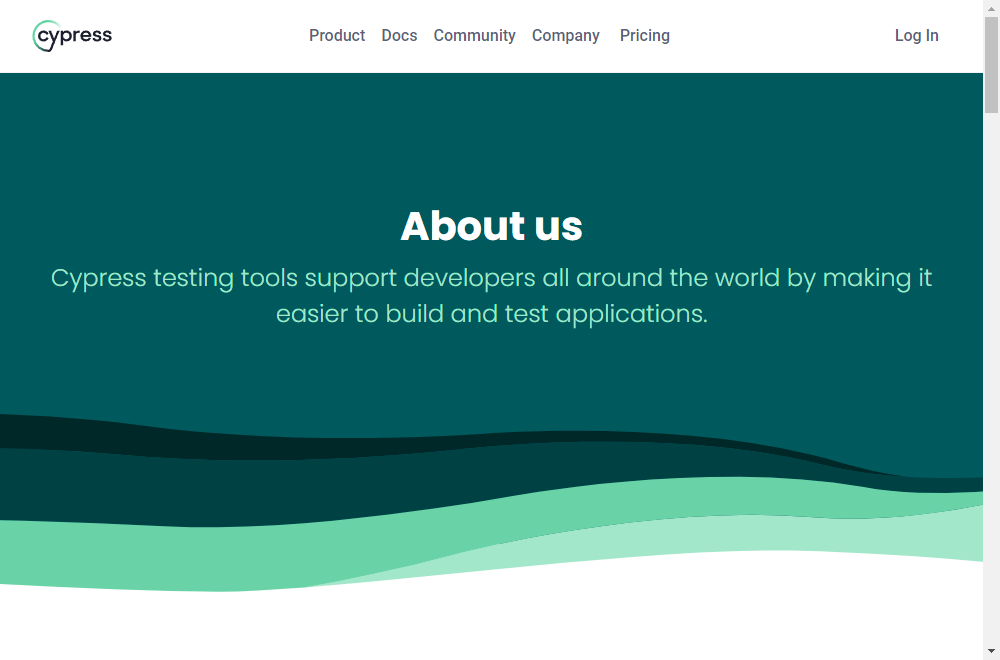 cypress
Product Docs Community Company Pricing Log In
About us
Cypress testing tools support developers all around the world by making it
easier to build and test applications.